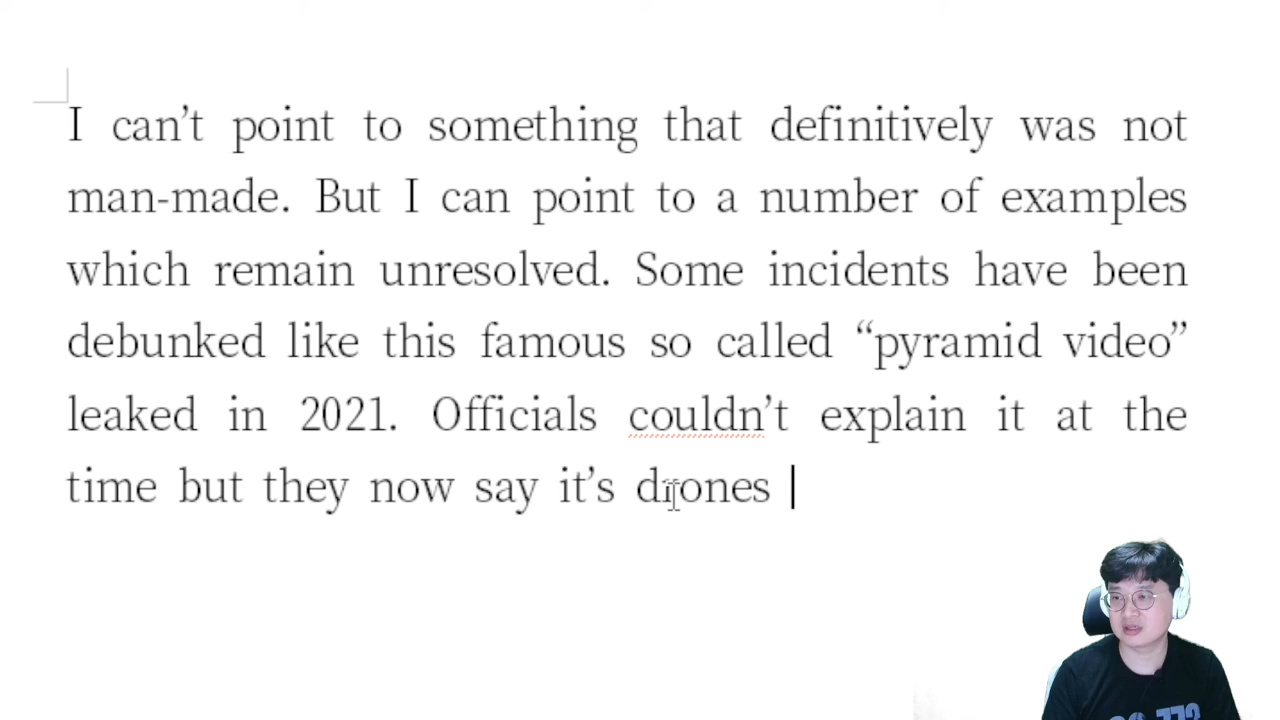 I can’t point to something that definitively was not
man-made. But I can point to a number of examples
which remain unresolved. Some incidents have been
debunked like this famous so called “pyramid video”
leaked in 2021. Officials couldn’t explain it at the
time but they now say it’s drones